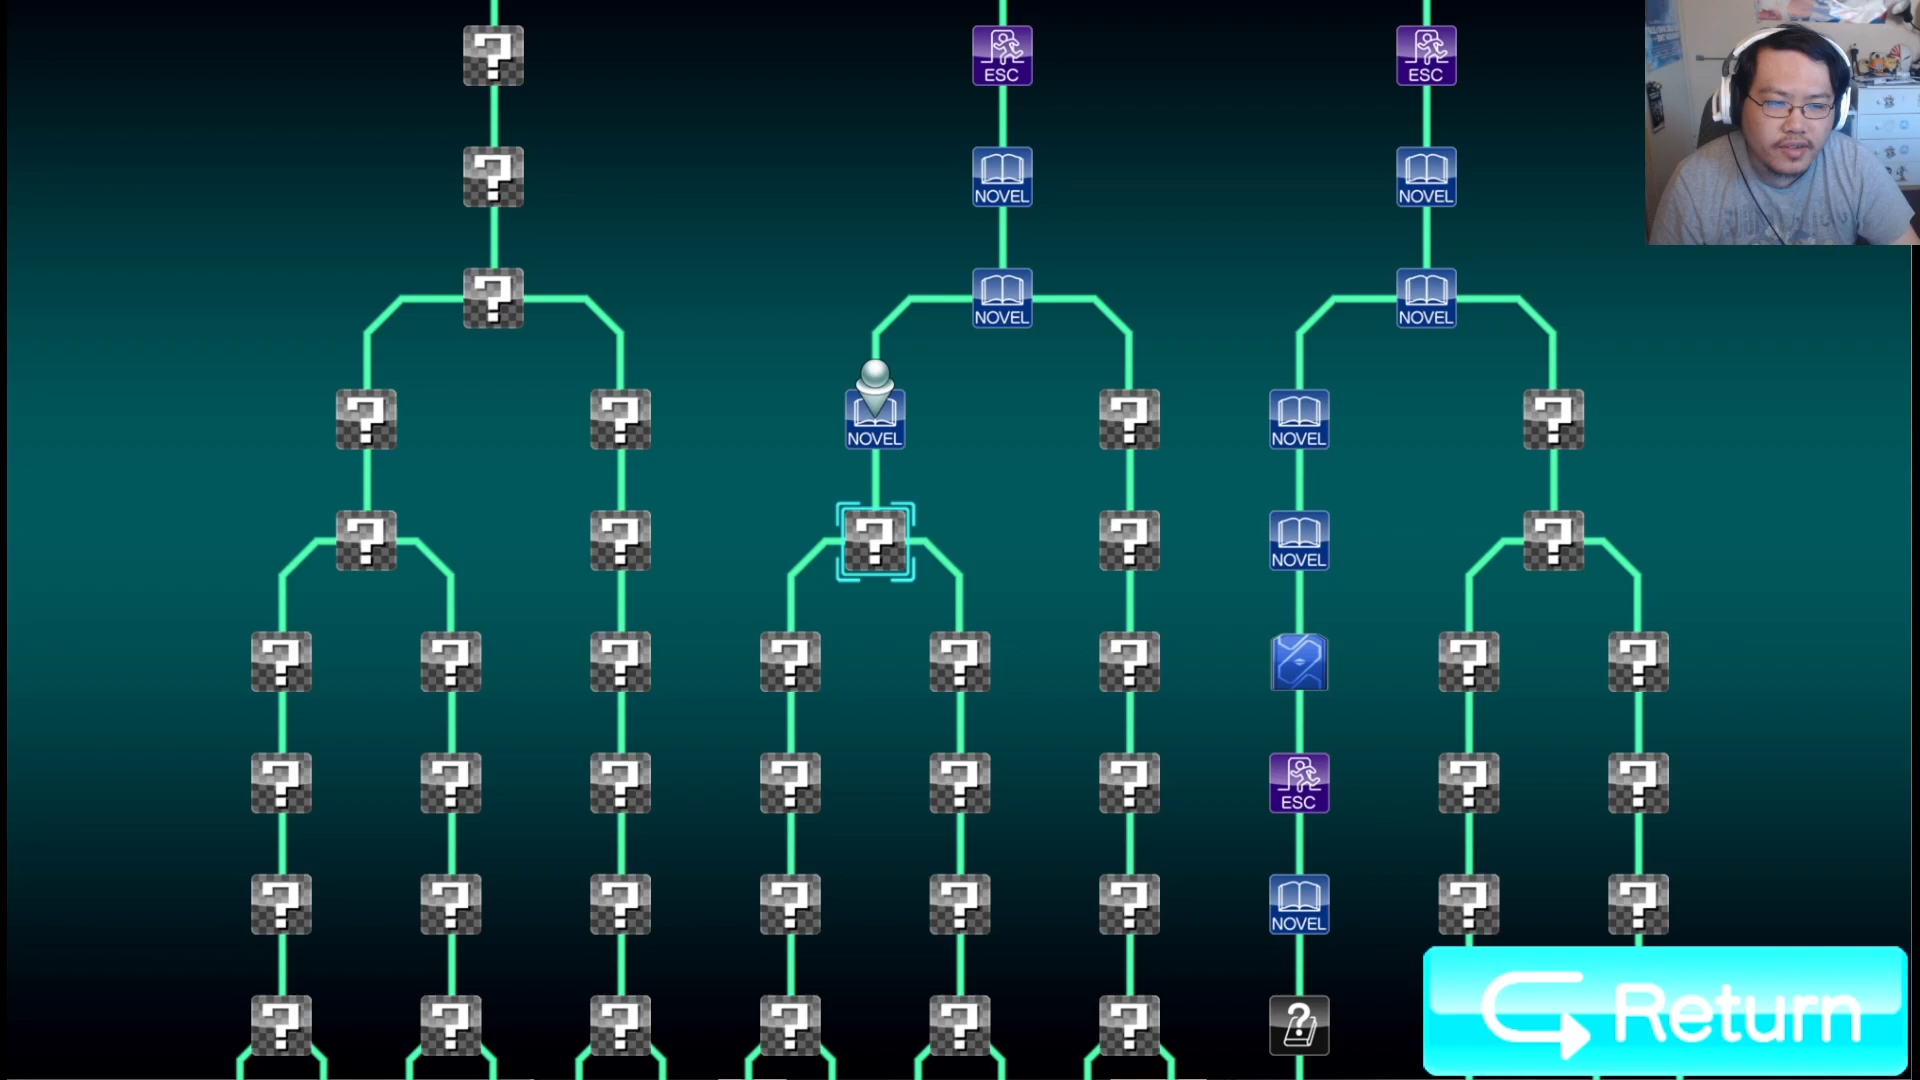 ? ESC ESC
? NOVEL NOVEL
? NOVEL NOVEL
? ? NOVEL ? NOVEL ?
? ? ? ? NOVEL ?
? ? ? ? ? ? ? ?
? ? ? ? ? ? ESC ? ?
? ? ? ? ? ? NOVEL ? ?
? ? ? ? ? ? ?
Return